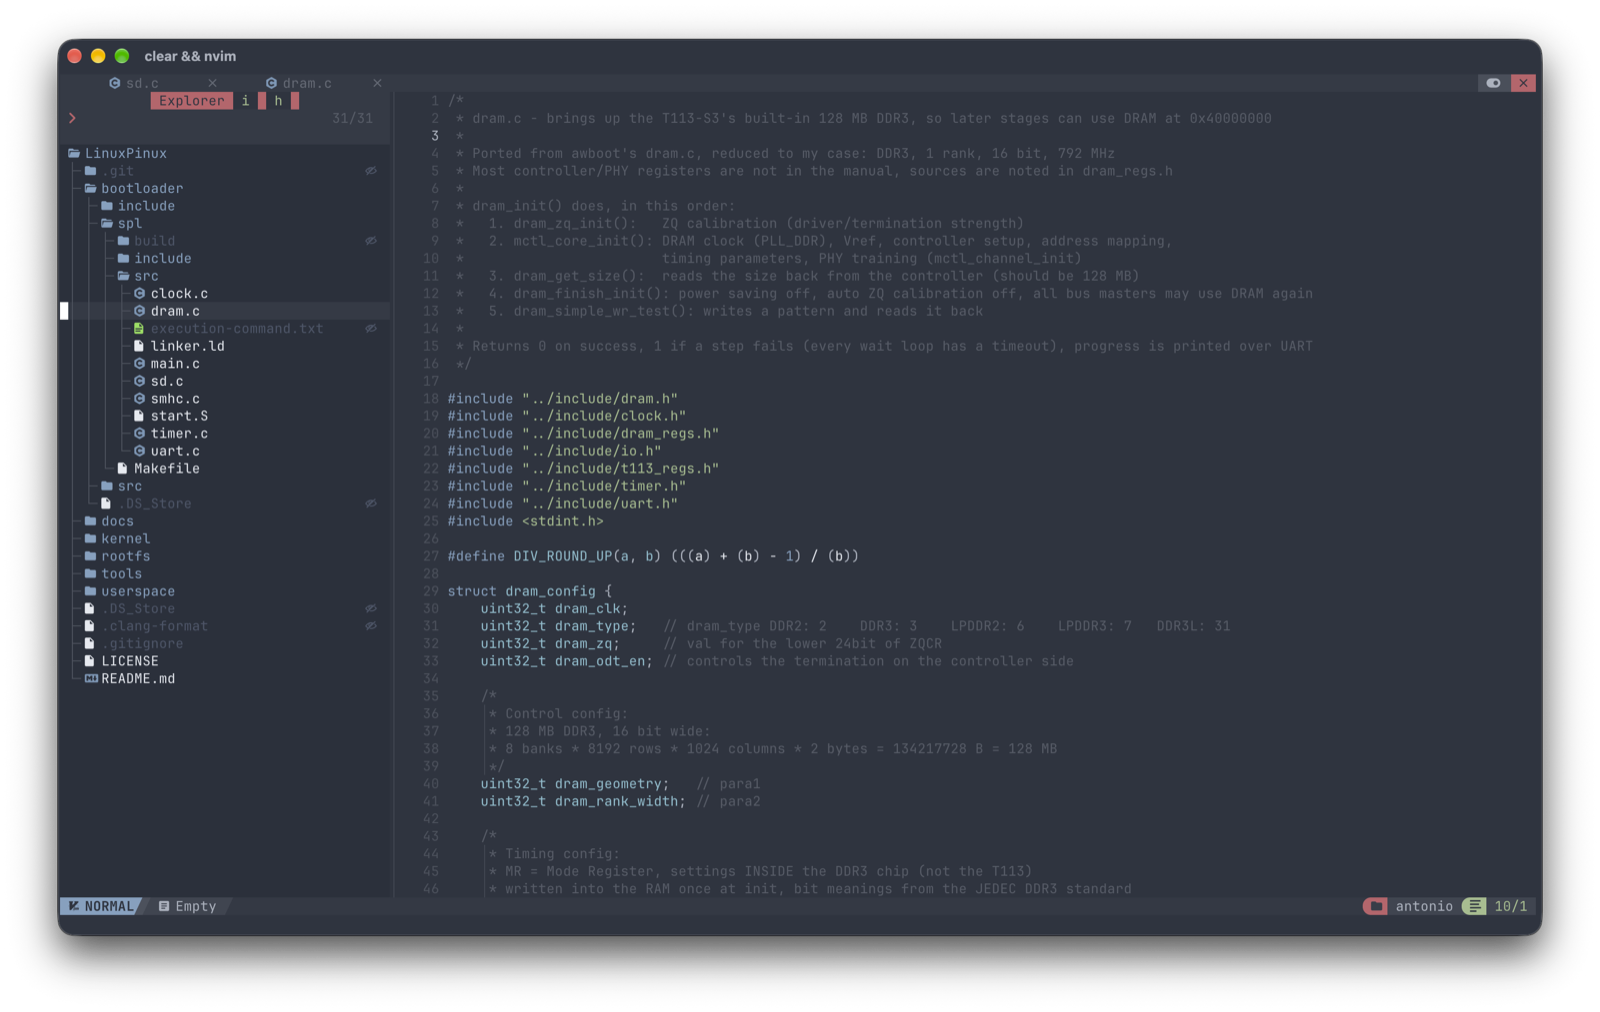 clear && nvim
sd.c × dram.c ×
Explorer i h
31/31
LinuxPinux
.git
bootloader
include
spl
build
include
src
clock.c
dram.c
execution-command.txt
linker.ld
main.c
sd.c
smhc.c
start.S
timer.c
uart.c
Makefile
src
.DS_Store
docs
kernel
rootfs
tools
userspace
.DS_Store
.clang-format
.gitignore
LICENSE
README.md
1 /*
2  * dram.c - brings up the T113-S3's built-in 128 MB DDR3, so later stages can use DRAM at 0x40000000
3  *
4  * Ported from awboot's dram.c, reduced to my case: DDR3, 1 rank, 16 bit, 792 MHz
5  * Most controller/PHY registers are not in the manual, sources are noted in dram_regs.h
6  *
7  * dram_init() does, in this order:
8  *   1. dram_zq_init():   ZQ calibration (driver/termination strength)
9  *   2. mctl_core_init(): DRAM clock (PLL_DDR), Vref, controller setup, address mapping,
10  *                        timing parameters, PHY training (mctl_channel_init)
11  *   3. dram_get_size():  reads the size back from the controller (should be 128 MB)
12  *   4. dram_finish_init(): power saving off, auto ZQ calibration off, all bus masters may use DRAM again
13  *   5. dram_simple_wr_test(): writes a pattern and reads it back
14  *
15  * Returns 0 on success, 1 if a step fails (every wait loop has a timeout), progress is printed over UART
16  */
17
18 #include "../include/dram.h"
19 #include "../include/clock.h"
20 #include "../include/dram_regs.h"
21 #include "../include/io.h"
22 #include "../include/t113_regs.h"
23 #include "../include/timer.h"
24 #include "../include/uart.h"
25 #include <stdint.h>
26
27 #define DIV_ROUND_UP(a, b) (((a) + (b) - 1) / (b))
28
29 struct dram_config {
30     uint32_t dram_clk;
31     uint32_t dram_type;   // dram_type DDR2: 2    DDR3: 3    LPDDR2: 6    LPDDR3: 7   DDR3L: 31
32     uint32_t dram_zq;     // val for the lower 24bit of ZQCR
33     uint32_t dram_odt_en; // controls the termination on the controller side
34
35     /*
36      * Control config:
37      * 128 MB DDR3, 16 bit wide:
38      * 8 banks * 8192 rows * 1024 columns * 2 bytes = 134217728 B = 128 MB
39      */
40     uint32_t dram_geometry;   // para1
41     uint32_t dram_rank_width; // para2
42
43     /*
44      * Timing config:
45      * MR = Mode Register, settings INSIDE the DDR3 chip (not the T113)
46      * written into the RAM once at init, bit meanings from the JEDEC DDR3 standard
NORMAL Empty antonio 10/1